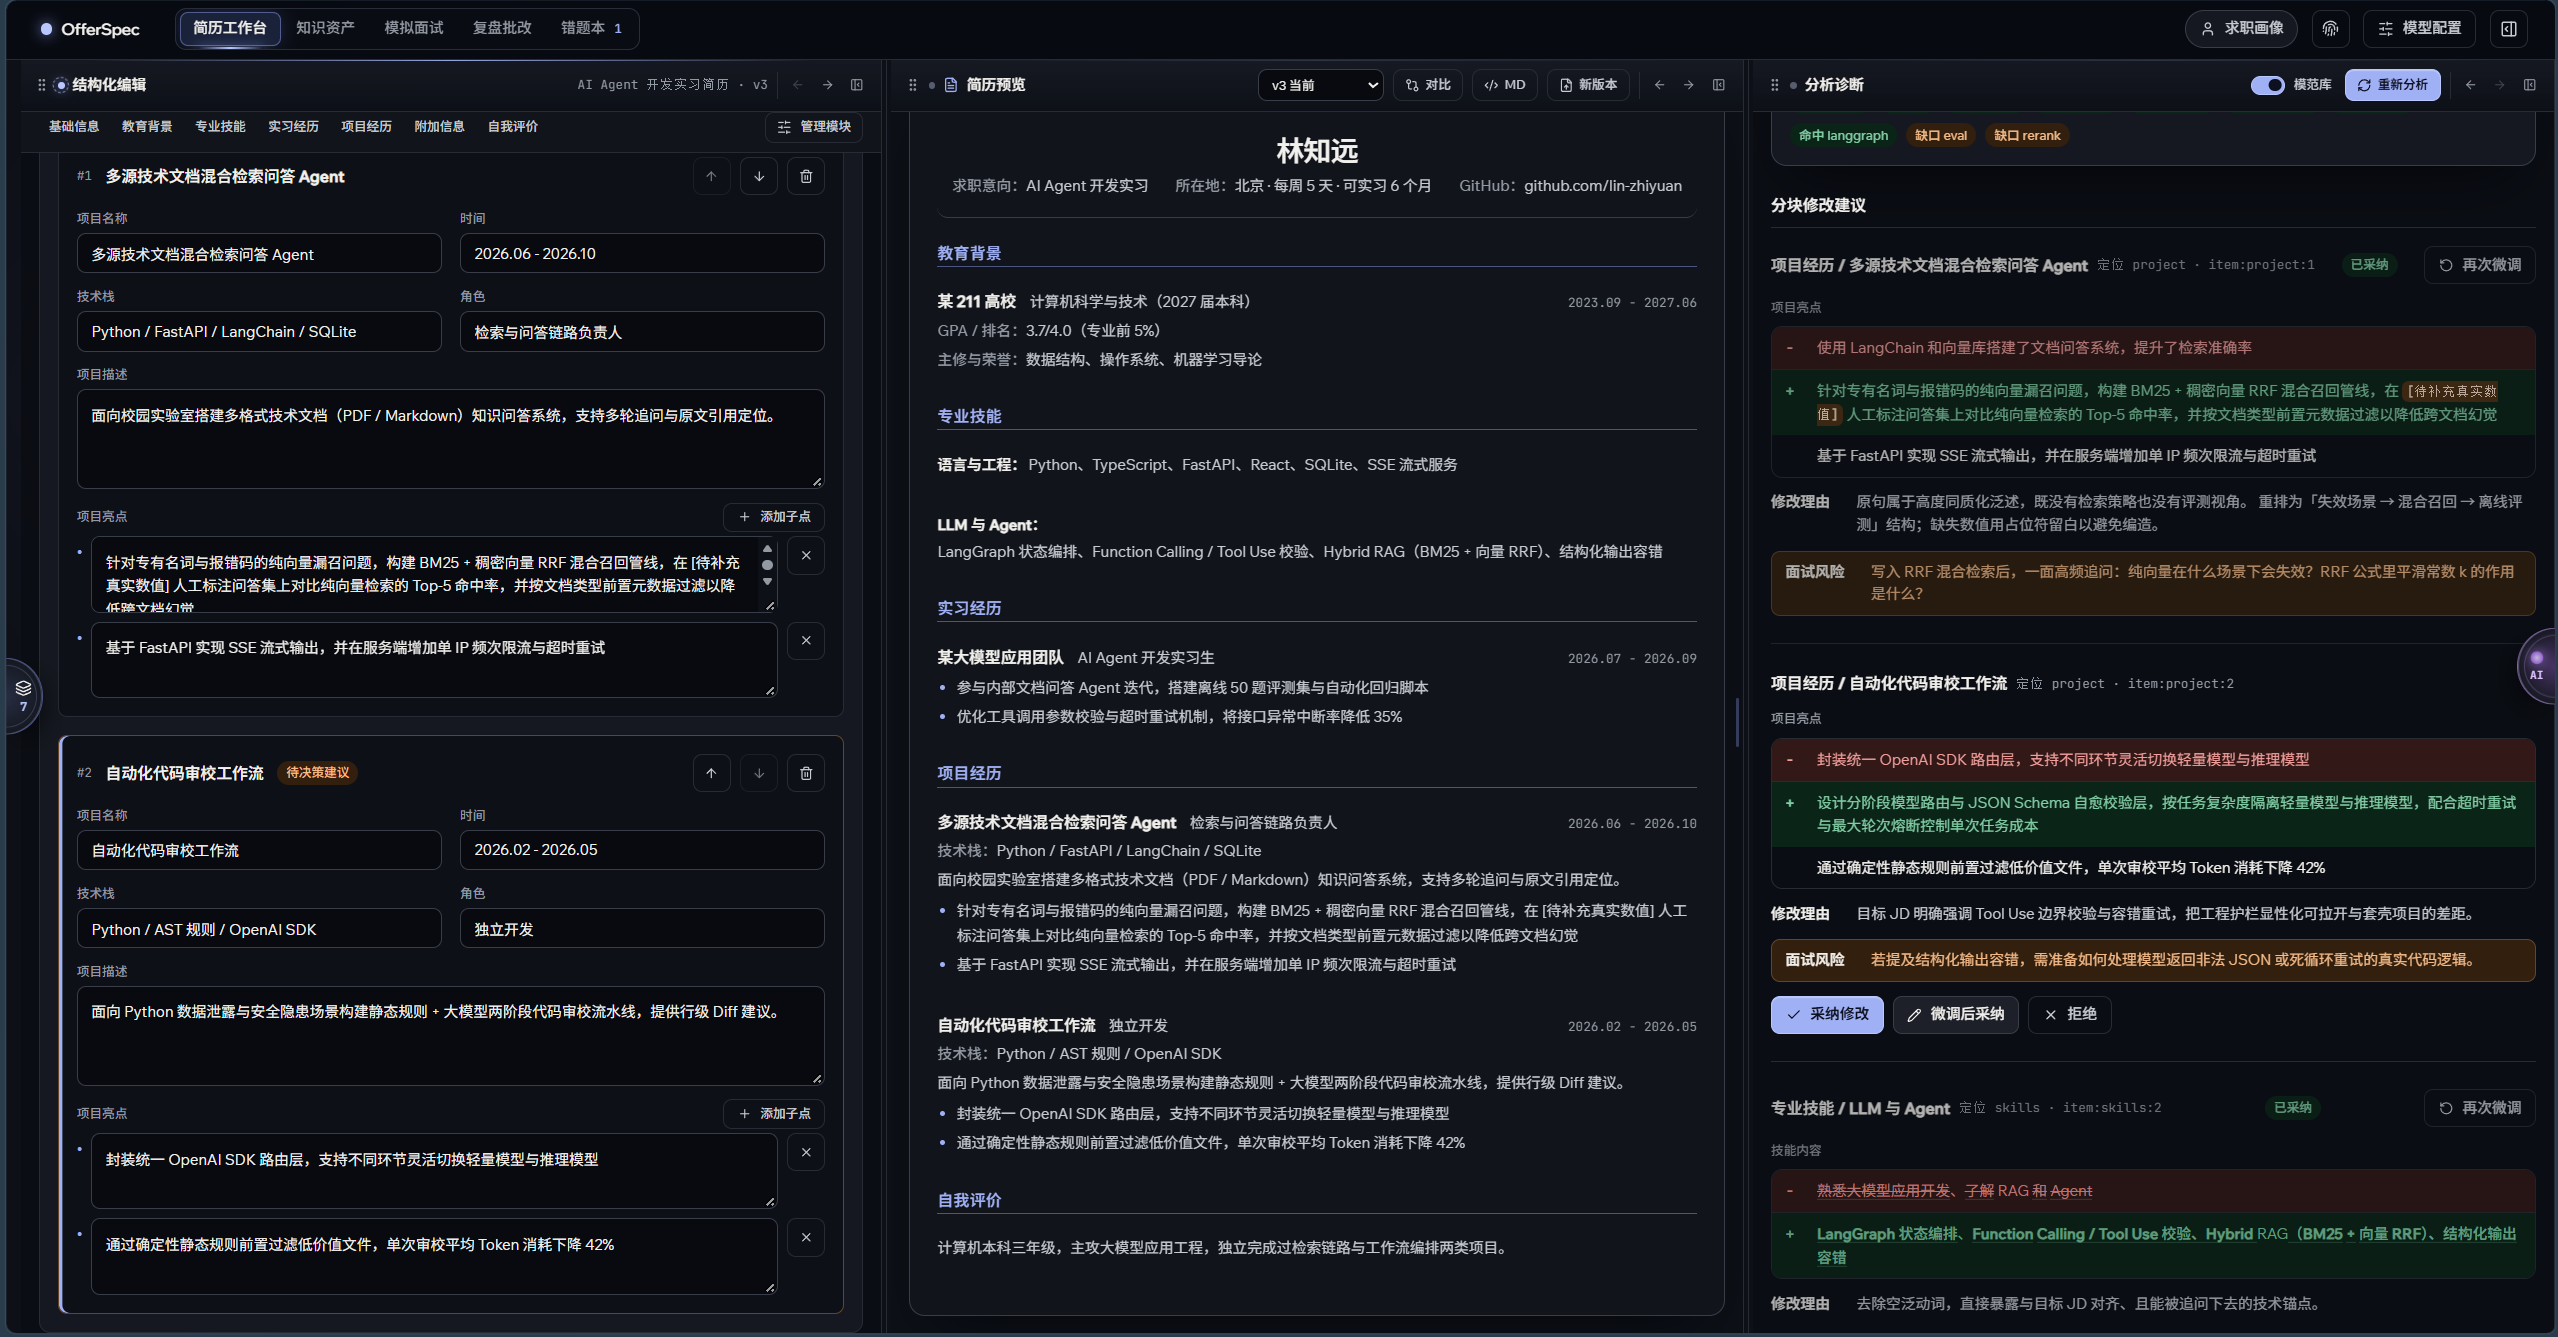 OfferSpec
简历工作台 知识资产 模拟面试 复盘批改 错题本 1
求职画像 模型配置
结构化编辑 AI Agent 开发实习简历 · v3
基础信息 教育背景 专业技能 实习经历 项目经历 附加信息 自我评价 管理模块
#1 多源技术文档混合检索问答 Agent
项目名称 时间
多源技术文档混合检索问答 Agent 2026.06 - 2026.10
技术栈 角色
Python / FastAPI / LangChain / SQLite 检索与问答链路负责人
项目描述
面向校园实验室搭建多格式技术文档（PDF / Markdown）知识问答系统，支持多轮追问与原文引用定位。
项目亮点 + 添加子点
• 针对专有名词与报错码的纯向量漏召问题，构建 BM25 + 稠密向量 RRF 混合召回管线，在 [待补充
真实数值] 人工标注问答集上对比纯向量检索的 Top-5 命中率，并按文档类型前置元数据过滤以降
低跨文档幻觉
• 基于 FastAPI 实现 SSE 流式输出，并在服务端增加单 IP 频次限流与超时重试
7
#2 自动化代码审校工作流 待决策建议
项目名称 时间
自动化代码审校工作流 2026.02 - 2026.05
技术栈 角色
Python / AST 规则 / OpenAI SDK 独立开发
项目描述
面向 Python 数据泄露与安全隐患场景构建静态规则 + 大模型两阶段代码审校流水线，提供行级 Diff 建议。
项目亮点 + 添加子点
• 封装统一 OpenAI SDK 路由层，支持不同环节灵活切换轻量模型与推理模型
• 通过确定性静态规则前置过滤低价值文件，单次审校平均 Token 消耗下降 42%
简历预览 v3 当前 对比 </> MD 新版本
林知远
求职意向：AI Agent 开发实习 所在地：北京 · 每周 5 天 · 可实习 6 个月 GitHub：github.com/lin-zhiyuan
教育背景
某 211 高校 计算机科学与技术（2027 届本科） 2023.09 - 2027.06
GPA / 排名：3.7/4.0（专业前 5%）
主修与荣誉：数据结构、操作系统、机器学习导论
专业技能
语言与工程：Python、TypeScript、FastAPI、React、SQLite、SSE 流式服务
LLM 与 Agent：
LangGraph 状态编排、Function Calling / Tool Use 校验、Hybrid RAG（BM25 + 向量 RRF）、结构化输出容错
实习经历
某大模型应用团队 AI Agent 开发实习生 2026.07 - 2026.09
• 参与内部文档问答 Agent 迭代，搭建离线 50 题评测集与自动化回归脚本
• 优化工具调用参数校验与超时重试机制，将接口异常中断率降低 35%
项目经历
多源技术文档混合检索问答 Agent 检索与问答链路负责人 2026.06 - 2026.10
技术栈：Python / FastAPI / LangChain / SQLite
面向校园实验室搭建多格式技术文档（PDF / Markdown）知识问答系统，支持多轮追问与原文引用定位。
• 针对专有名词与报错码的纯向量漏召问题，构建 BM25 + 稠密向量 RRF 混合召回管线，在 [待补充真实数值] 人工
标注问答集上对比纯向量检索的 Top-5 命中率，并按文档类型前置元数据过滤以降低跨文档幻觉
• 基于 FastAPI 实现 SSE 流式输出，并在服务端增加单 IP 频次限流与超时重试
自动化代码审校工作流 独立开发 2026.02 - 2026.05
技术栈：Python / AST 规则 / OpenAI SDK
面向 Python 数据泄露与安全隐患场景构建静态规则 + 大模型两阶段代码审校流水线，提供行级 Diff 建议。
• 封装统一 OpenAI SDK 路由层，支持不同环节灵活切换轻量模型与推理模型
• 通过确定性静态规则前置过滤低价值文件，单次审校平均 Token 消耗下降 42%
自我评价
计算机本科三年级，主攻大模型应用工程，独立完成过检索链路与工作流编排两类项目。
分析诊断 模范库 重新分析
命中 langgraph 缺口 eval 缺口 rerank
分块修改建议
项目经历 / 多源技术文档混合检索问答 Agent 定位 project · item:project:1 已采纳 再次微调
项目亮点
- 使用 LangChain 和向量库搭建了文档问答系统，提升了检索准确率
+ 针对专有名词与报错码的纯向量漏召问题，构建 BM25 + 稠密向量 RRF 混合召回管线，在 [待补充真实数
值] 人工标注问答集上对比纯向量检索的 Top-5 命中率，并按文档类型前置元数据过滤以降低跨文档幻觉
基于 FastAPI 实现 SSE 流式输出，并在服务端增加单 IP 频次限流与超时重试
修改理由 原句属于高度同质化泛述，既没有检索策略也没有评测视角。 重排为「失效场景 → 混合召回 → 离线评
测」结构；缺失数值用占位符留白以避免编造。
面试风险 写入 RRF 混合检索后，一面高频追问：纯向量在什么场景下会失效？RRF 公式里平滑常数 k 的作用
是什么？
AI
项目经历 / 自动化代码审校工作流 定位 project · item:project:2
项目亮点
- 封装统一 OpenAI SDK 路由层，支持不同环节灵活切换轻量模型与推理模型
+ 设计分阶段模型路由与 JSON Schema 自愈校验层，按任务复杂度隔离轻量模型与推理模型，配合超时重试
与最大轮次熔断控制单次任务成本
通过确定性静态规则前置过滤低价值文件，单次审校平均 Token 消耗下降 42%
修改理由 目标 JD 明确强调 Tool Use 边界校验与容错重试，把工程护栏显性化可拉开与套壳项目的差距。
面试风险 若提及结构化输出容错，需准备如何处理模型返回非法 JSON 或死循环重试的真实代码逻辑。
采纳修改 微调后采纳 拒绝
专业技能 / LLM 与 Agent 定位 skills · item:skills:2 已采纳 再次微调
技能内容
- 熟悉大模型应用开发、了解 RAG 和 Agent
+ LangGraph 状态编排、Function Calling / Tool Use 校验、Hybrid RAG（BM25 + 向量 RRF）、结构化输出
容错
修改理由 去除空泛动词，直接暴露与目标 JD 对齐、且能被追问下去的技术锚点。